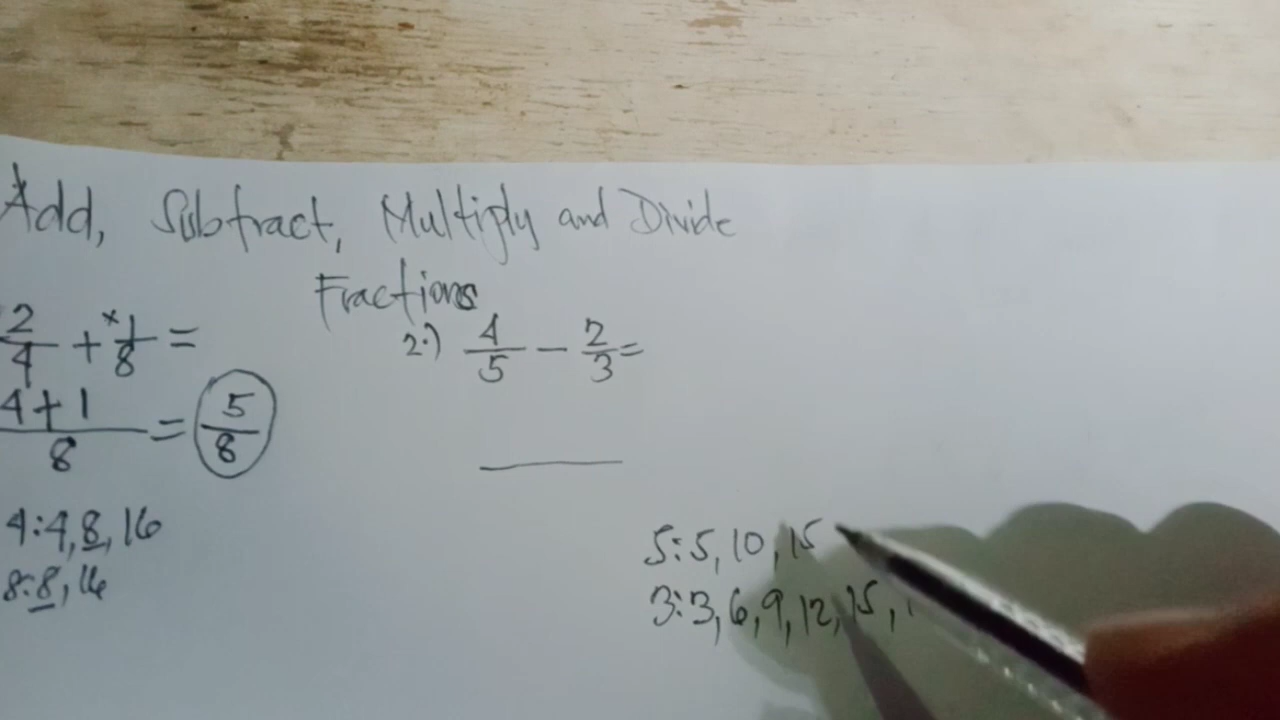 Add, Subtract, Multiply and Divide
Fractions
2/4 + 1/8 =
4+1/8 = 5/8
4:4,8,16
8:8,16
2.) 4/5 - 2/3 =
5:5,10,15
3:3,6,9,12,15,